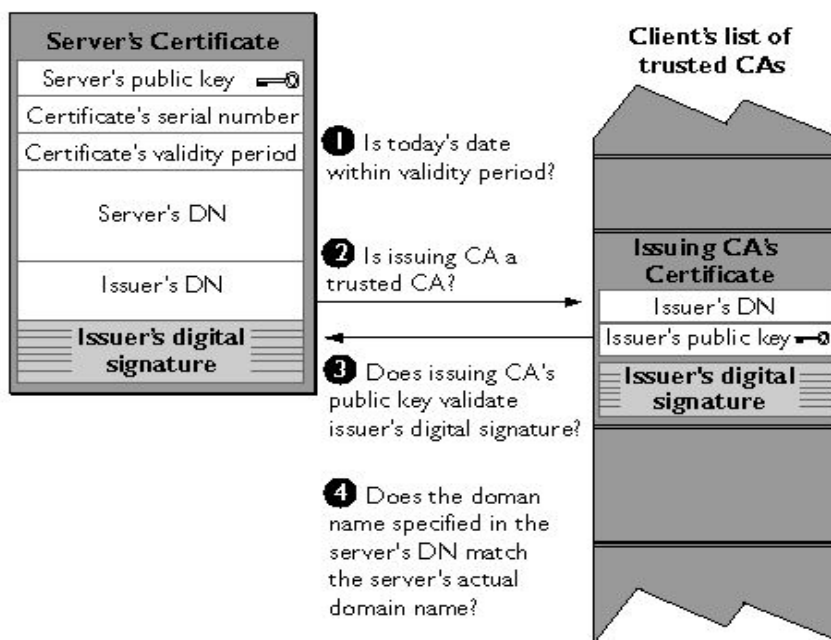 Server's Certificate
Server's public key
Certificate's serial number
Certificate's validity period
Server's DN
Issuer's DN
Issuer's digital
signature
1 Is today's date
within validity period?
2 Is issuing CA a
trusted CA?
3 Does issuing CA's
public key validate
issuer's digital signature?
4 Does the doman
name specified in the
server's DN match
the server's actual
domain name?
Client's list of
trusted CAs
Issuing CA's
Certificate
Issuer's DN
Issuer's public key
Issuer's digital
signature